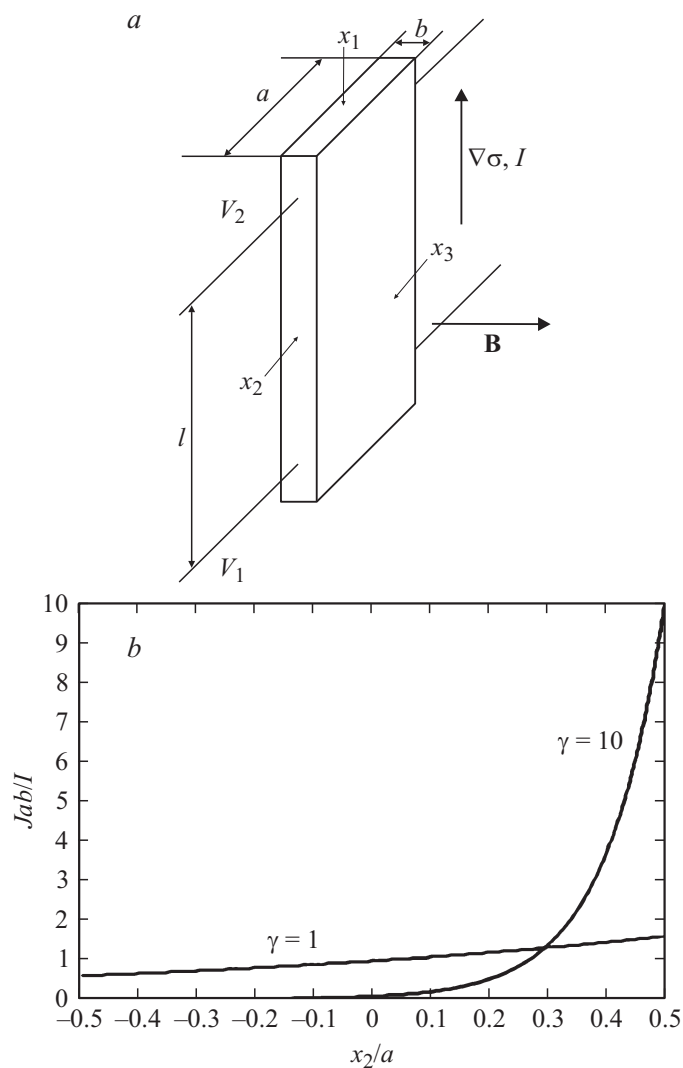 a
b
x₁
a
∇σ, I
V₂
x₃
B
x₂
l
V₁
10
b
9
8
7
γ = 10
6
Jab/I
5
4
3
2
γ = 1
1
0
–0.5 –0.4 –0.3 –0.2 –0.1 0 0.1 0.2 0.3 0.4 0.5
x₂/a